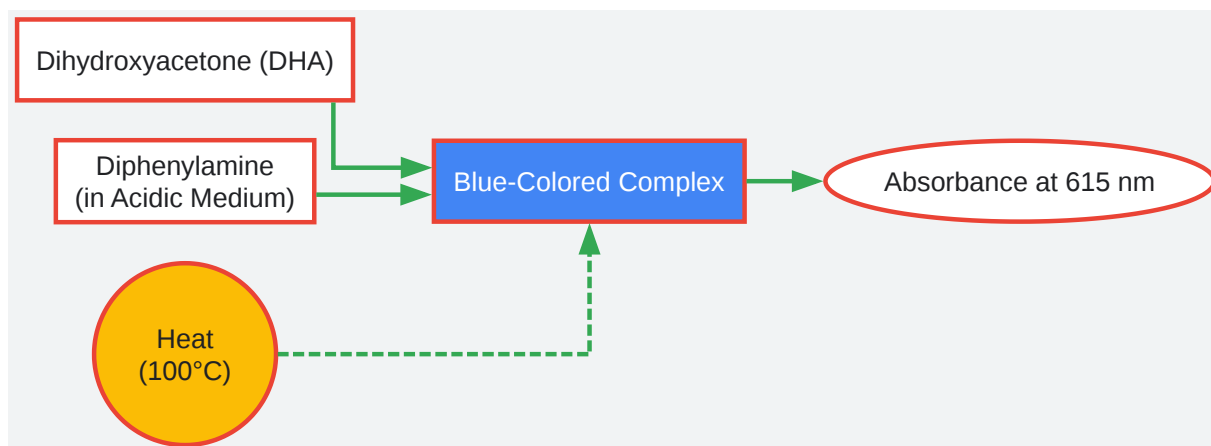 Dihydroxyacetone (DHA)
Diphenylamine
(in Acidic Medium)
Blue-Colored Complex
Absorbance at 615 nm
Heat
(100°C)